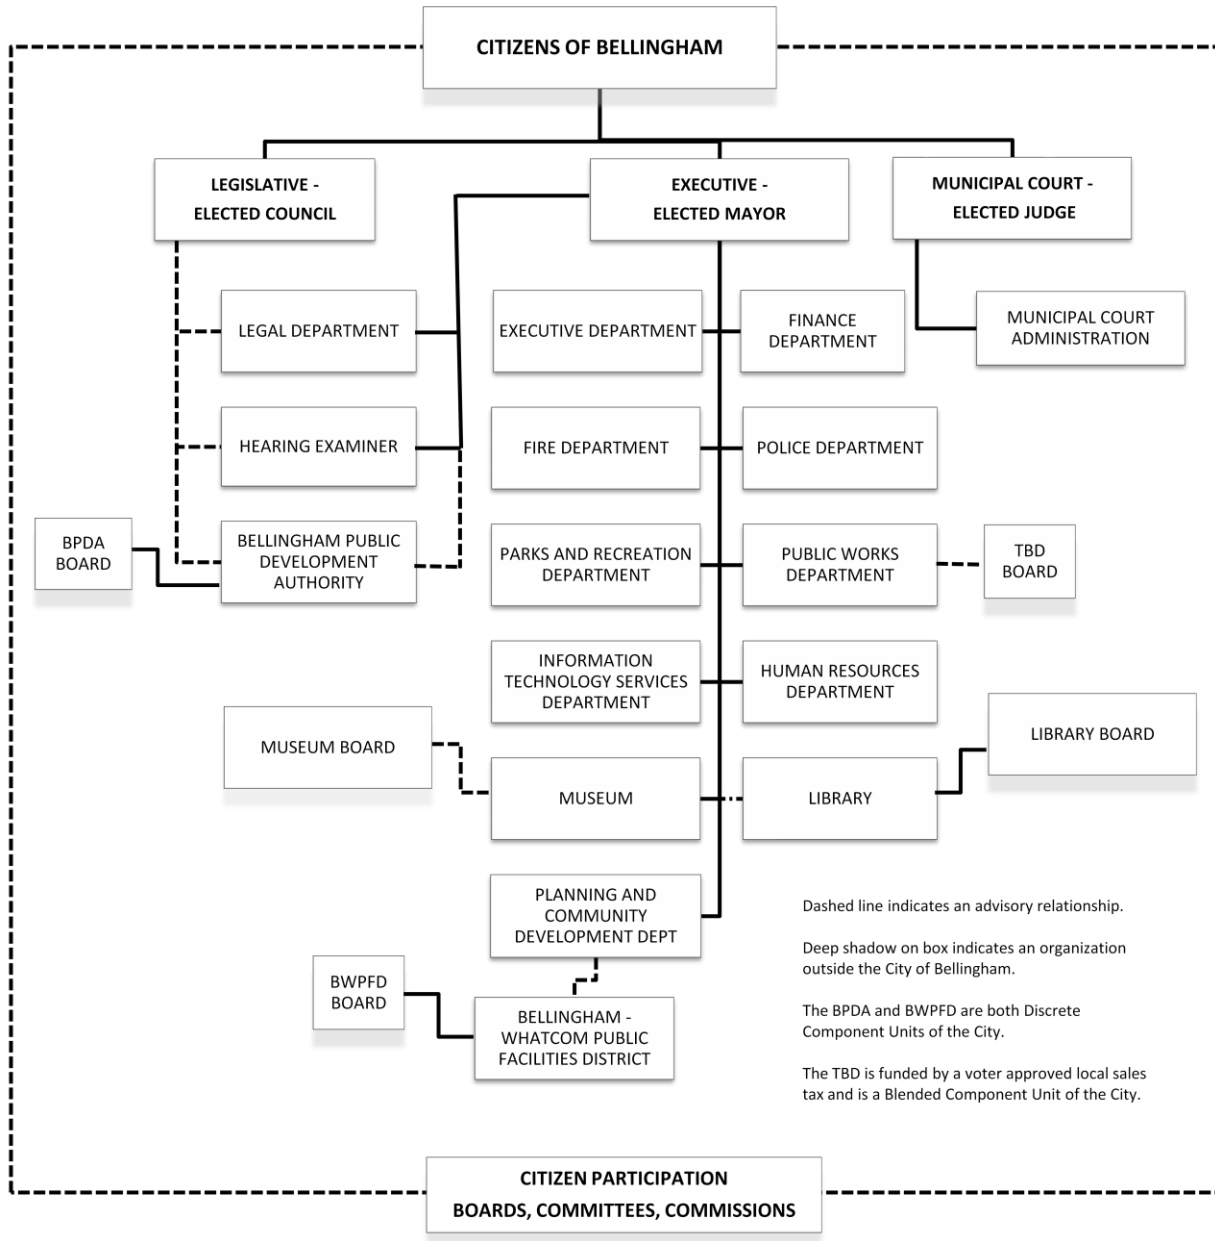 CITIZENS OF BELLINGHAM
LEGISLATIVE -
ELECTED COUNCIL
EXECUTIVE -
ELECTED MAYOR
MUNICIPAL COURT -
ELECTED JUDGE
LEGAL DEPARTMENT
EXECUTIVE DEPARTMENT
FINANCE
DEPARTMENT
MUNICIPAL COURT
ADMINISTRATION
HEARING EXAMINER
FIRE DEPARTMENT
POLICE DEPARTMENT
BPDA
BOARD
BELLINGHAM PUBLIC
DEVELOPMENT
AUTHORITY
PARKS AND RECREATION
DEPARTMENT
PUBLIC WORKS
DEPARTMENT
TBD
BOARD
INFORMATION
TECHNOLOGY SERVICES
DEPARTMENT
HUMAN RESOURCES
DEPARTMENT
MUSEUM BOARD
LIBRARY BOARD
MUSEUM
LIBRARY
PLANNING AND
COMMUNITY
DEVELOPMENT DEPT
BWPFD
BOARD
BELLINGHAM -
WHATCOM PUBLIC
FACILITIES DISTRICT
Dashed line indicates an advisory relationship.
Deep shadow on box indicates an organization
outside the City of Bellingham.
The BPDA and BWPFD are both Discrete
Component Units of the City.
The TBD is funded by a voter approved local sales
tax and is a Blended Component Unit of the City.
CITIZEN PARTICIPATION
BOARDS, COMMITTEES, COMMISSIONS